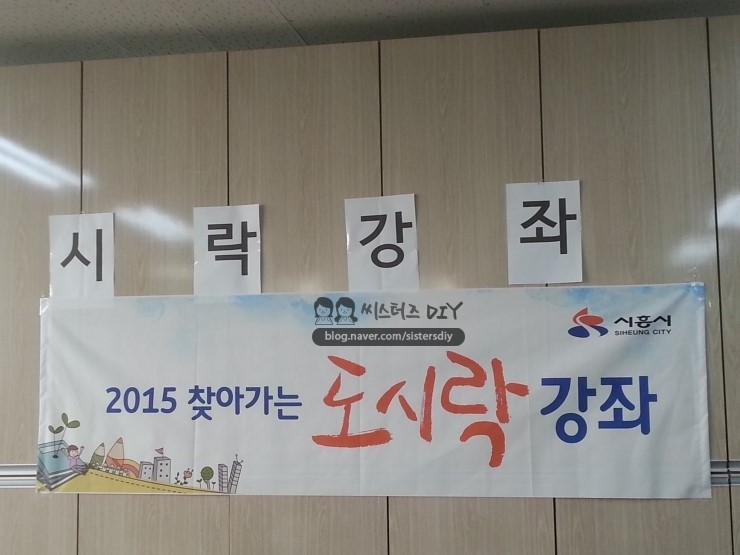 시 락 강 좌
씨스터즈 DIY
blog.naver.com/sistersdiy
시흥시
SIHEUNG CITY
2015 찾아가는 도시락 강좌